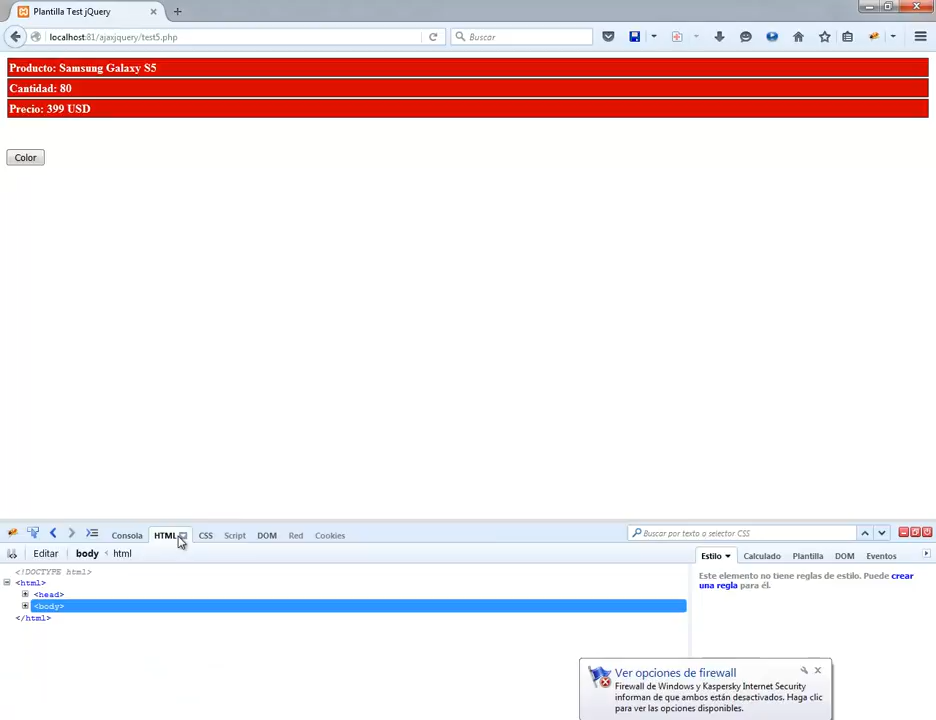 Plantilla Test jQuery
localhost:81/ajaxjquery/test5.php
Buscar
Producto: Samsung Galaxy S5
Cantidad: 80
Precio: 399 USD
Color
Consola HTML CSS Script DOM Red Cookies
Buscar por texto o selector CSS
Editar body < html
Estilo Calculado Plantilla DOM Eventos
<!DOCTYPE html>
<html>
<head>
<body>
</html>
Este elemento no tiene reglas de estilo. Puede crear
una regla para él.
Ver opciones de firewall
Firewall de Windows y Kaspersky Internet Security
informan de que ambos están desactivados. Haga clic
para ver las opciones disponibles.